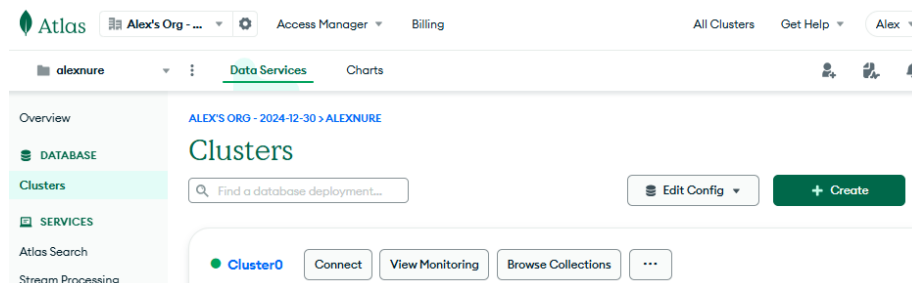 Atlas Alex's Org - ... Access Manager Billing All Clusters Get Help Alex
alexnure Data Services Charts
Overview
ALEX'S ORG - 2024-12-30 > ALEXNURE
DATABASE
Clusters
Clusters
Find a database deployment...
Edit Config
+ Create
SERVICES
Atlas Search
Cluster0 Connect View Monitoring Browse Collections ...
Stream Processing